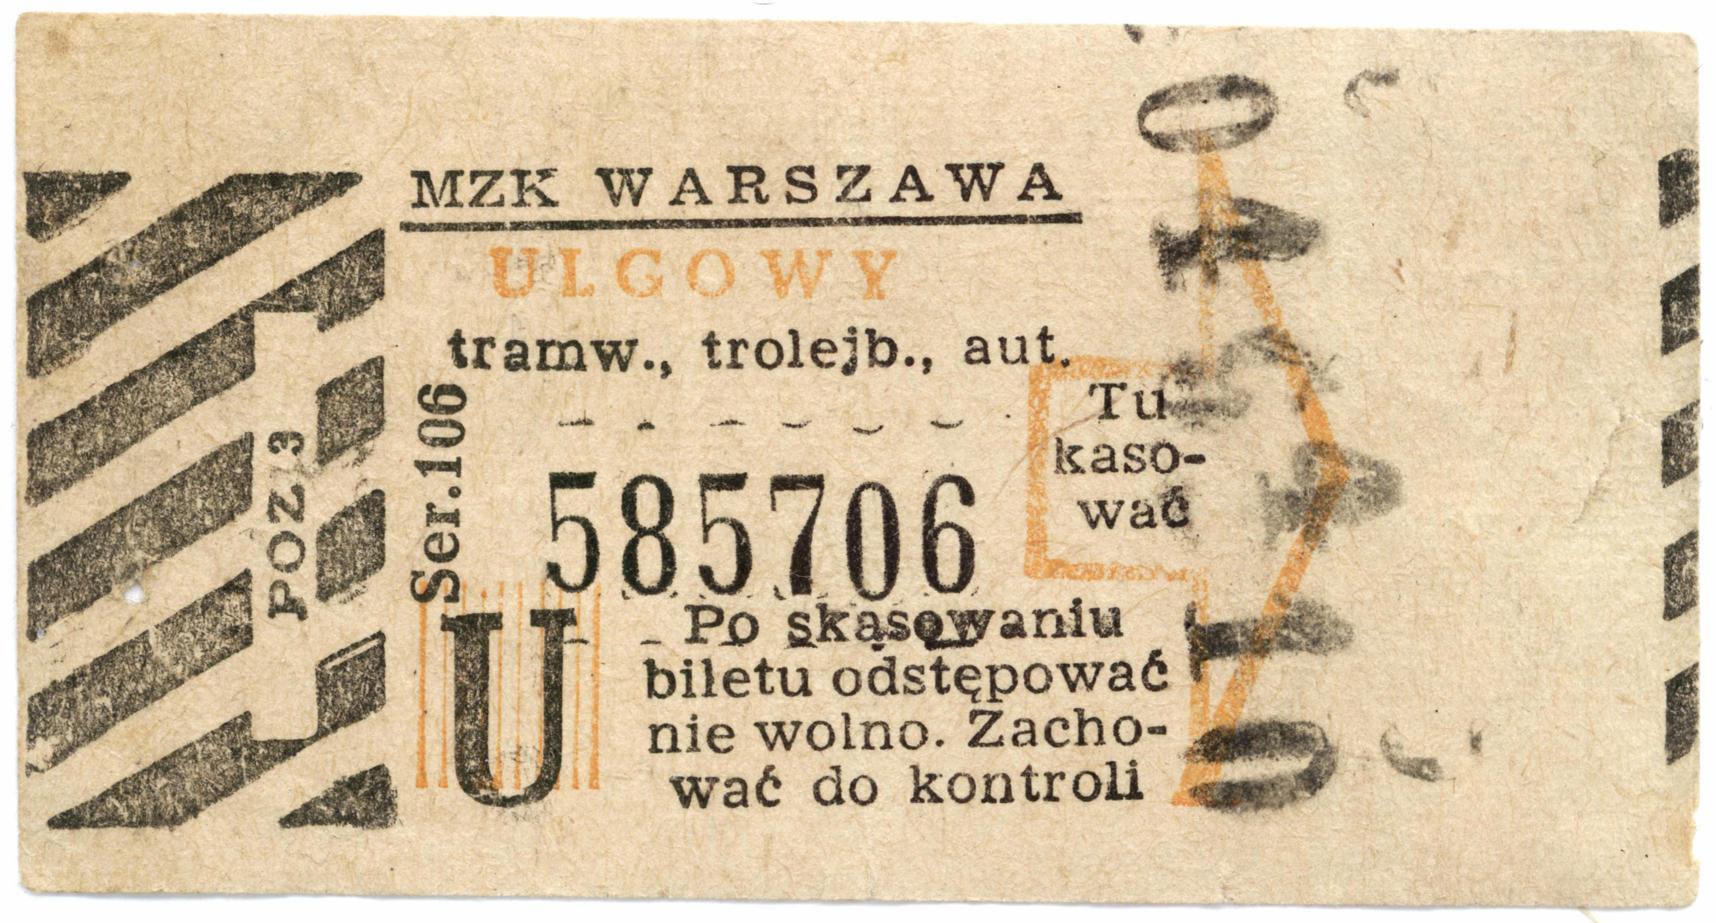 MZK WARSZAWA
ULGOWY
tramw., trolejb., aut.
POZ 3
Ser.106
585706
Tu
kaso-
wać
U
Po skasowaniu
biletu odstępować
nie wolno. Zacho-
wać do kontroli